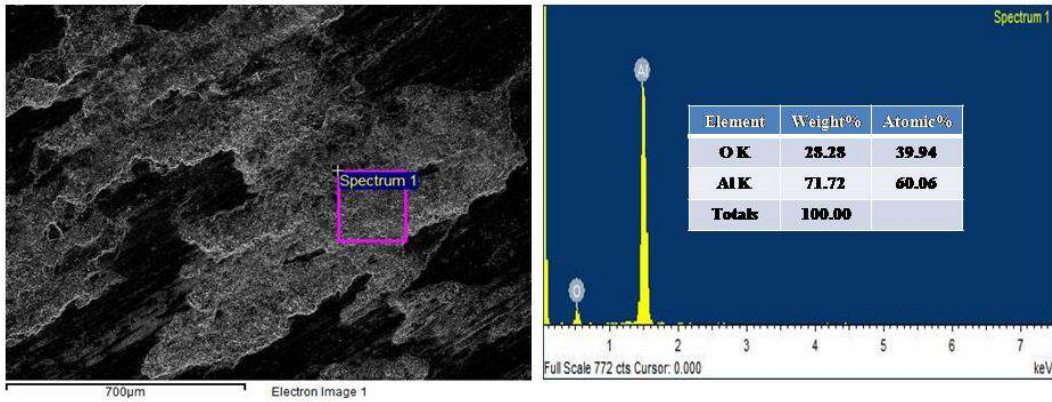 Spectrum 1
700µm
Electron Image 1
Spectrum 1
Al
O
Element Weight% Atomic%
O K 28.28 39.94
Al K 71.72 60.06
Totals 100.00
1 2 3 4 5 6 7
Full Scale 772 cts Cursor: 0.000 keV